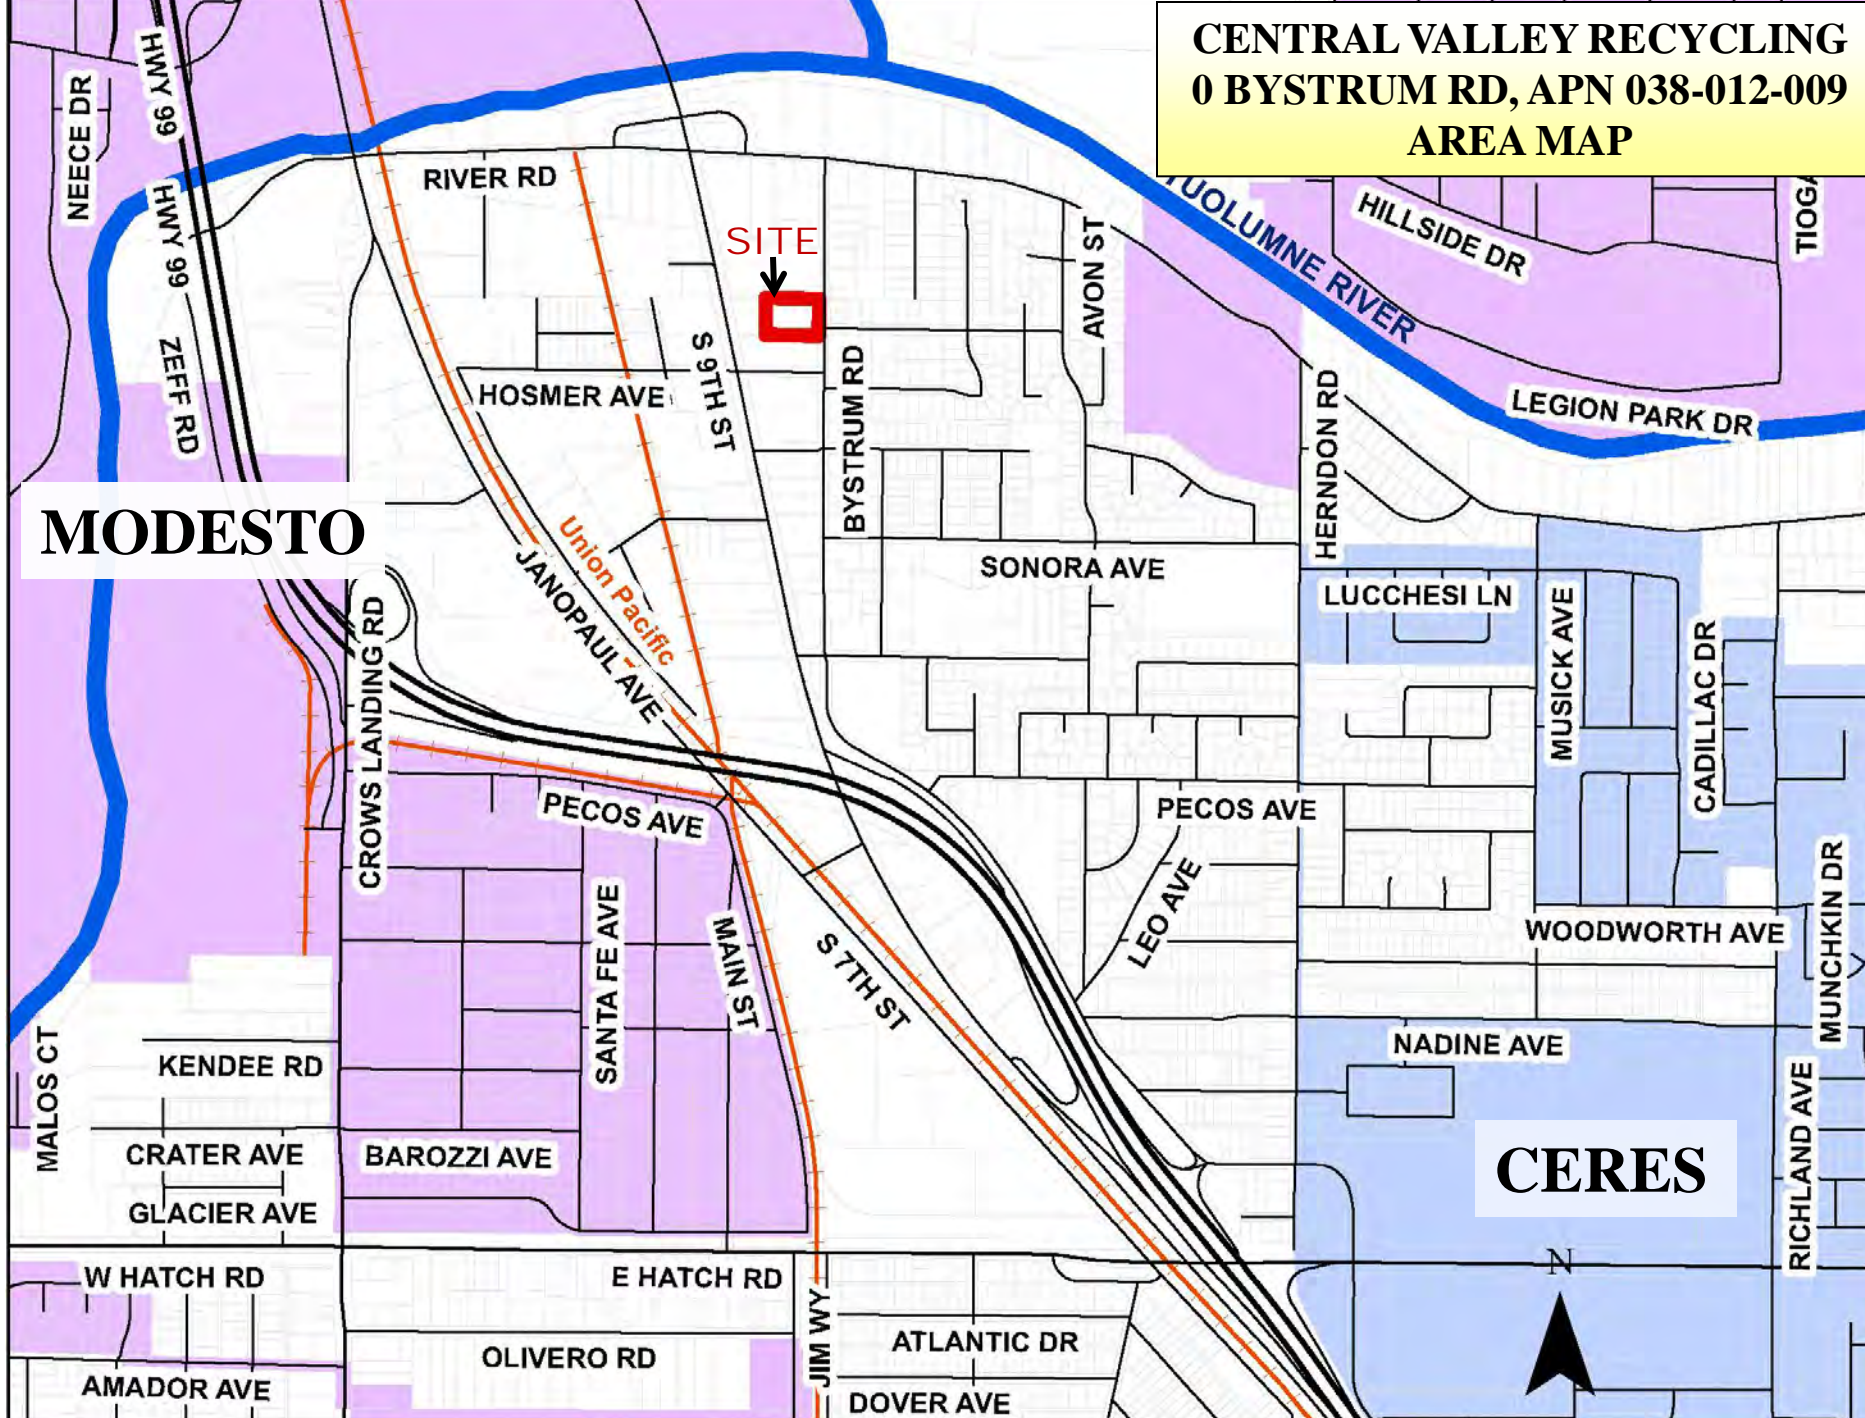 CENTRAL VALLEY RECYCLING
0 BYSTRUM RD, APN 038-012-009
AREA MAP
HWY 99
NEECE DR
HWY 99
RIVER RD
TUOLUMNE RIVER
HILLSIDE DR
SITE
AVON ST
ZEFF RD
S 9TH ST
HOSMER AVE
BYSTRUM RD
HERNDON RD
LEGION PARK DR
MODESTO
Union Pacific
JANOPAUL AVE
SONORA AVE
LUCCHESI LN
MUSICK AVE
CADILLAC DR
CROWS LANDING RD
PECOS AVE
PECOS AVE
LEO AVE
SANTA FE AVE
MAIN ST
S 7TH ST
WOODWORTH AVE
MUNCHKIN DR
NADINE AVE
MALOS CT
KENDEE RD
CRATER AVE
BAROZZI AVE
CERES
RICHLAND AVE
GLACIER AVE
N
W HATCH RD
E HATCH RD
JIM WY
ATLANTIC DR
OLIVERO RD
AMADOR AVE
DOVER AVE